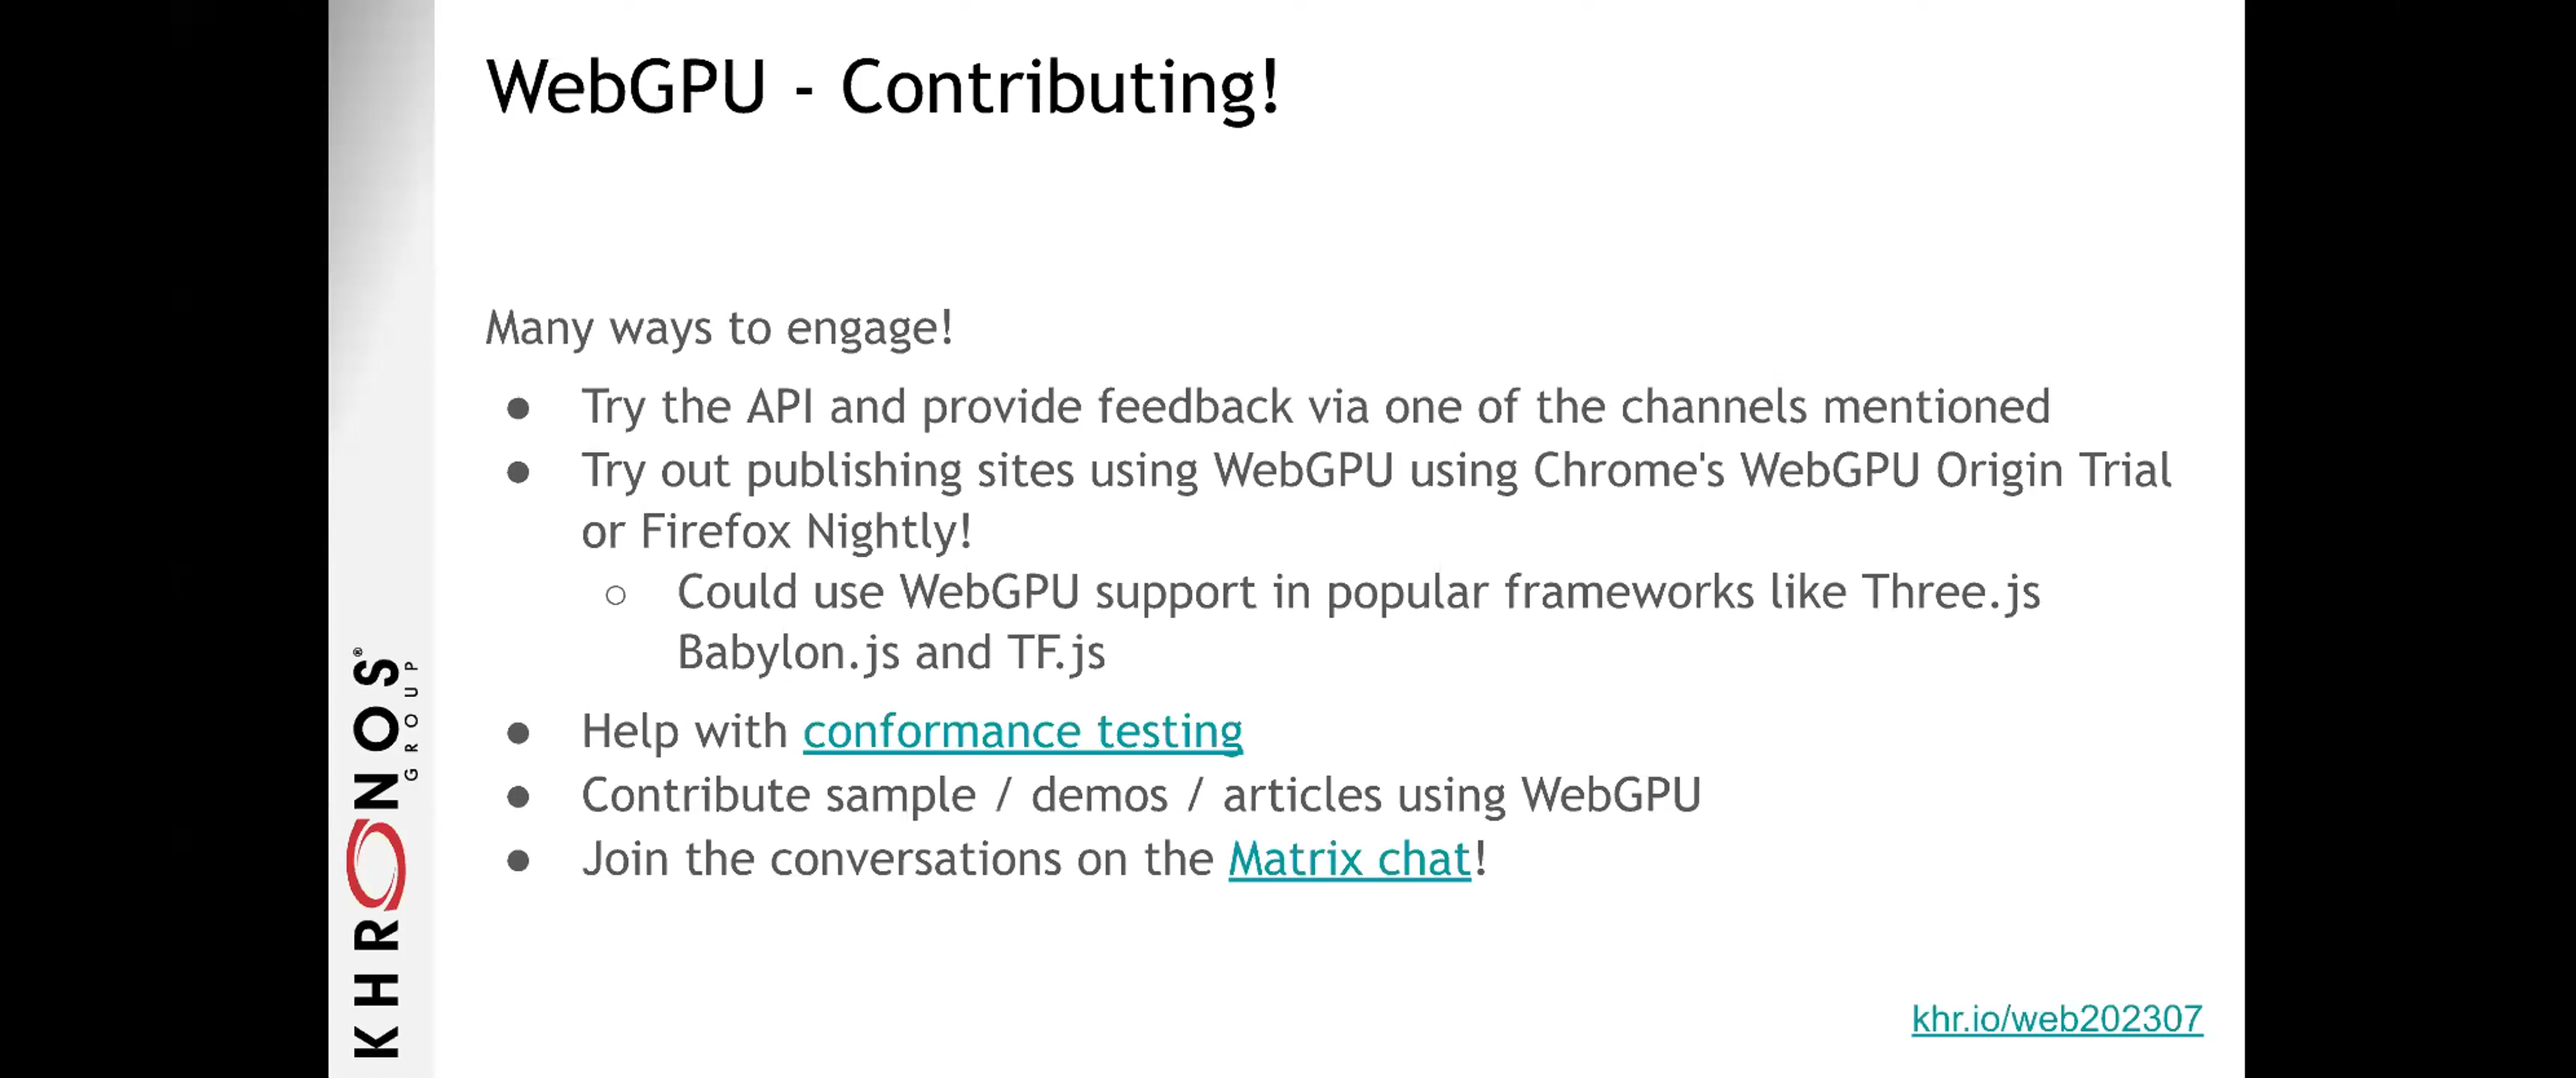 WebGPU - Contributing!
Many ways to engage!
● Try the API and provide feedback via one of the channels mentioned
● Try out publishing sites using WebGPU using Chrome's WebGPU Origin Trial
or Firefox Nightly!
○ Could use WebGPU support in popular frameworks like Three.js
Babylon.js and TF.js
● Help with conformance testing
● Contribute sample / demos / articles using WebGPU
● Join the conversations on the Matrix chat!
KHRONOS®
GROUP
khr.io/web202307